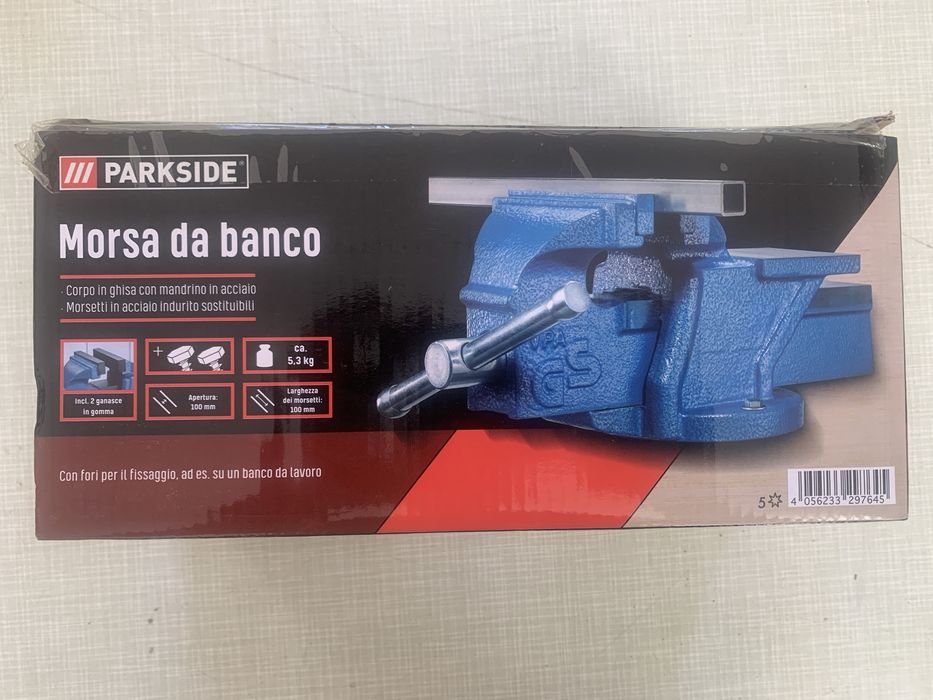 /// PARKSIDE®
Morsa da banco
· Corpo in ghisa con mandrino in acciaio
· Morsetti in acciaio indurito sostituibili
Incl. 2 ganasce
in gomma
+
ca.
5,3 kg
Apertura:
100 mm
Larghezza
dei morsetti:
100 mm
Con fori per il fissaggio, ad es. su un banco da lavoro
5
4 056233 297645